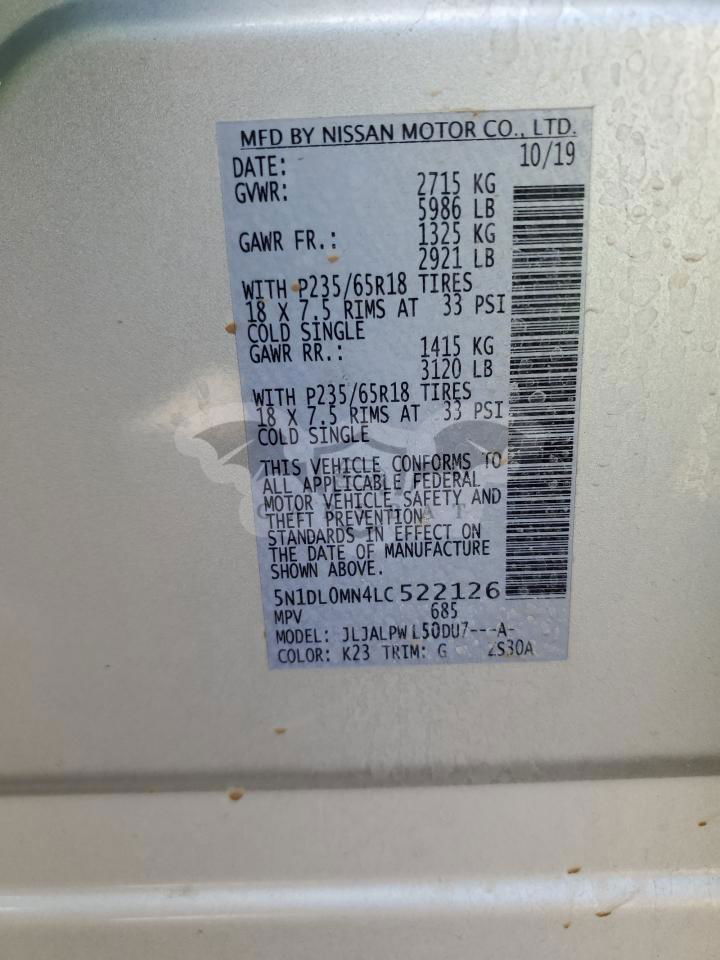 MFD BY NISSAN MOTOR CO., LTD.
DATE: 10/19
GVWR: 2715 KG
5986 LB
GAWR FR.: 1325 KG
2921 LB
WITH P235/65R18 TIRES
18 X 7.5 RIMS AT 33 PSI
COLD SINGLE
GAWR RR.: 1415 KG
3120 LB
WITH P235/65R18 TIRES
18 X 7.5 RIMS AT 33 PSI
COLD SINGLE
THIS VEHICLE CONFORMS TO
ALL APPLICABLE FEDERAL
MOTOR VEHICLE SAFETY AND
THEFT PREVENTION
STANDARDS IN EFFECT ON
THE DATE OF MANUFACTURE
SHOWN ABOVE.
5N1DL0MN4LC522126
MPV 685
MODEL: JLJALPWL50DU7---A-
COLOR: K23 TRIM: G 2S30A